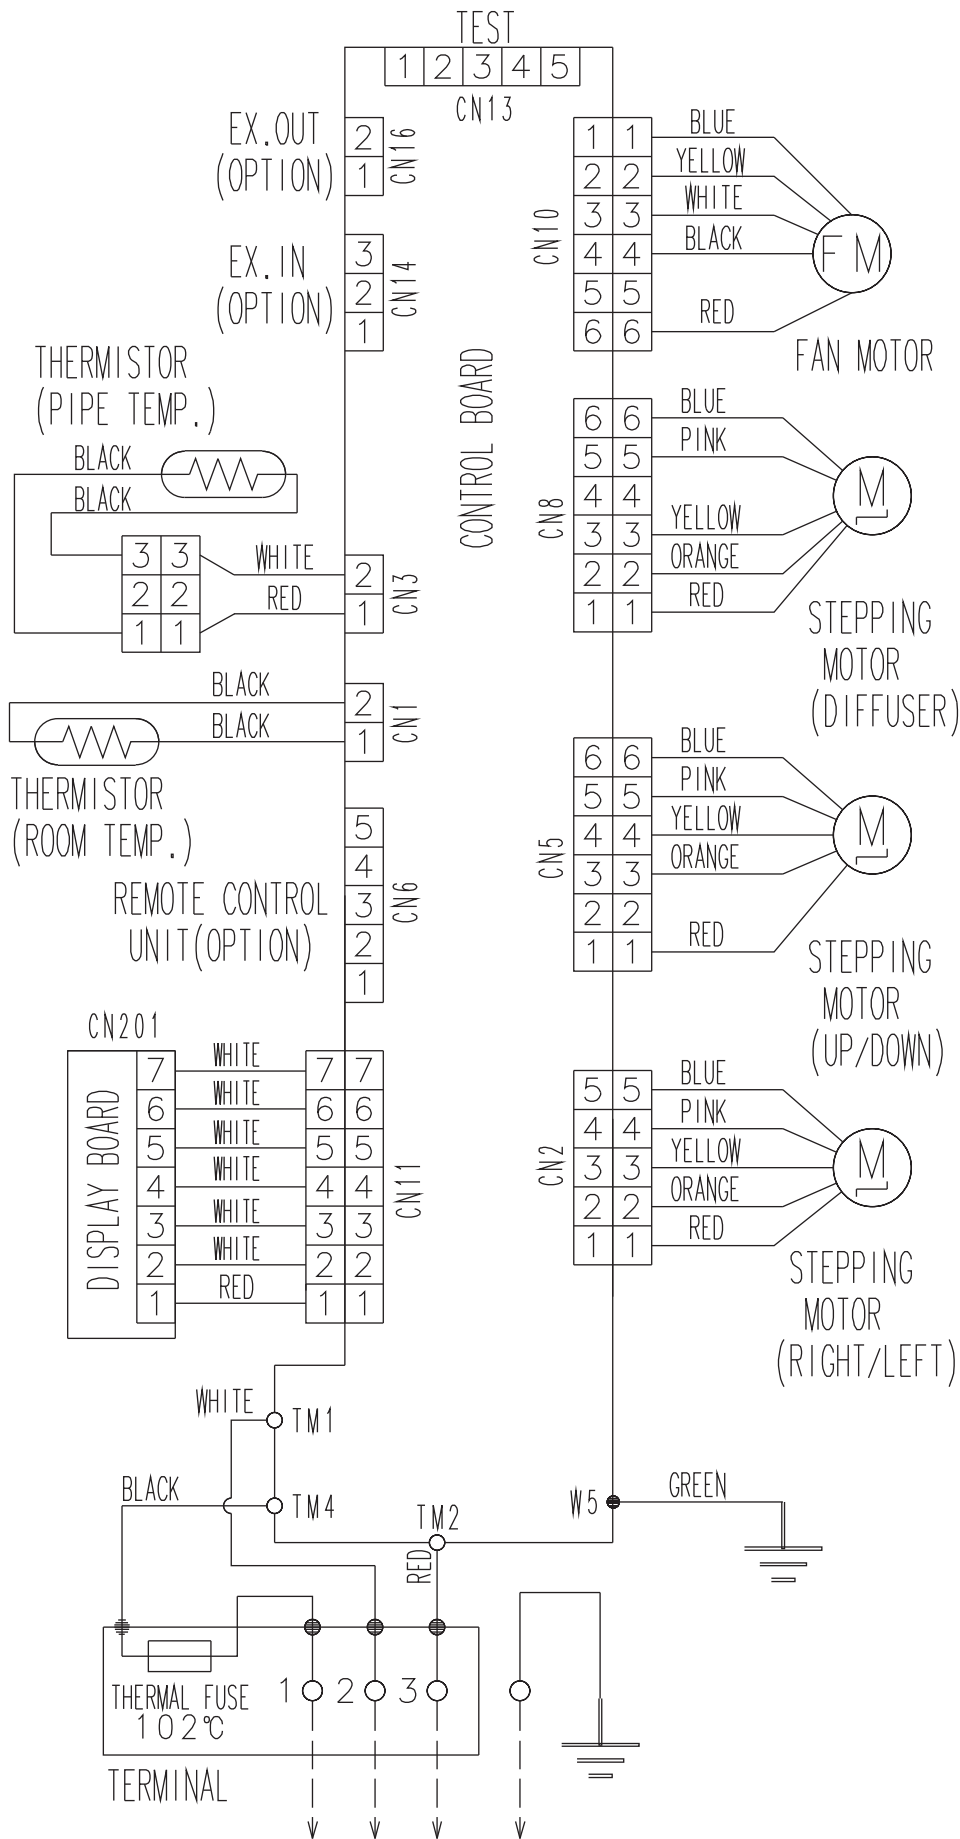 TEST
1 2 3 4 5
CN13
EX.OUT
(OPTION)
2
1
CN16
EX.IN
(OPTION)
3
2
1
CN14
THERMISTOR
(PIPE TEMP.)
BLACK
BLACK
3 3
2 2
1 1
WHITE
RED
2
1
CN3
BLACK
BLACK
2
1
CN1
THERMISTOR
(ROOM TEMP.)
REMOTE CONTROL
UNIT(OPTION)
5
4
3
2
1
CN6
CN201
DISPLAY BOARD
7 WHITE 7 7
6 WHITE 6 6
5 WHITE 5 5
4 WHITE 4 4
3 WHITE 3 3
2 WHITE 2 2
1 RED 1 1
CN11
CONTROL BOARD
CN10
1 1 BLUE
2 2 YELLOW
3 3 WHITE
4 4 BLACK
5 5
6 6 RED
FM
FAN MOTOR
CN8
6 6 BLUE
5 5 PINK
4 4
3 3 YELLOW
2 2 ORANGE
1 1 RED
M
STEPPING
MOTOR
(DIFFUSER)
CN5
6 6 BLUE
5 5 PINK
4 4 YELLOW
3 3 ORANGE
2 2
1 1 RED
M
STEPPING
MOTOR
(UP/DOWN)
CN2
5 5 BLUE
4 4 PINK
3 3 YELLOW
2 2 ORANGE
1 1 RED
M
STEPPING
MOTOR
(RIGHT/LEFT)
WHITE
TM1
BLACK
TM4
TM2
RED
W5
GREEN
THERMAL FUSE
102℃
1 2 3
TERMINAL